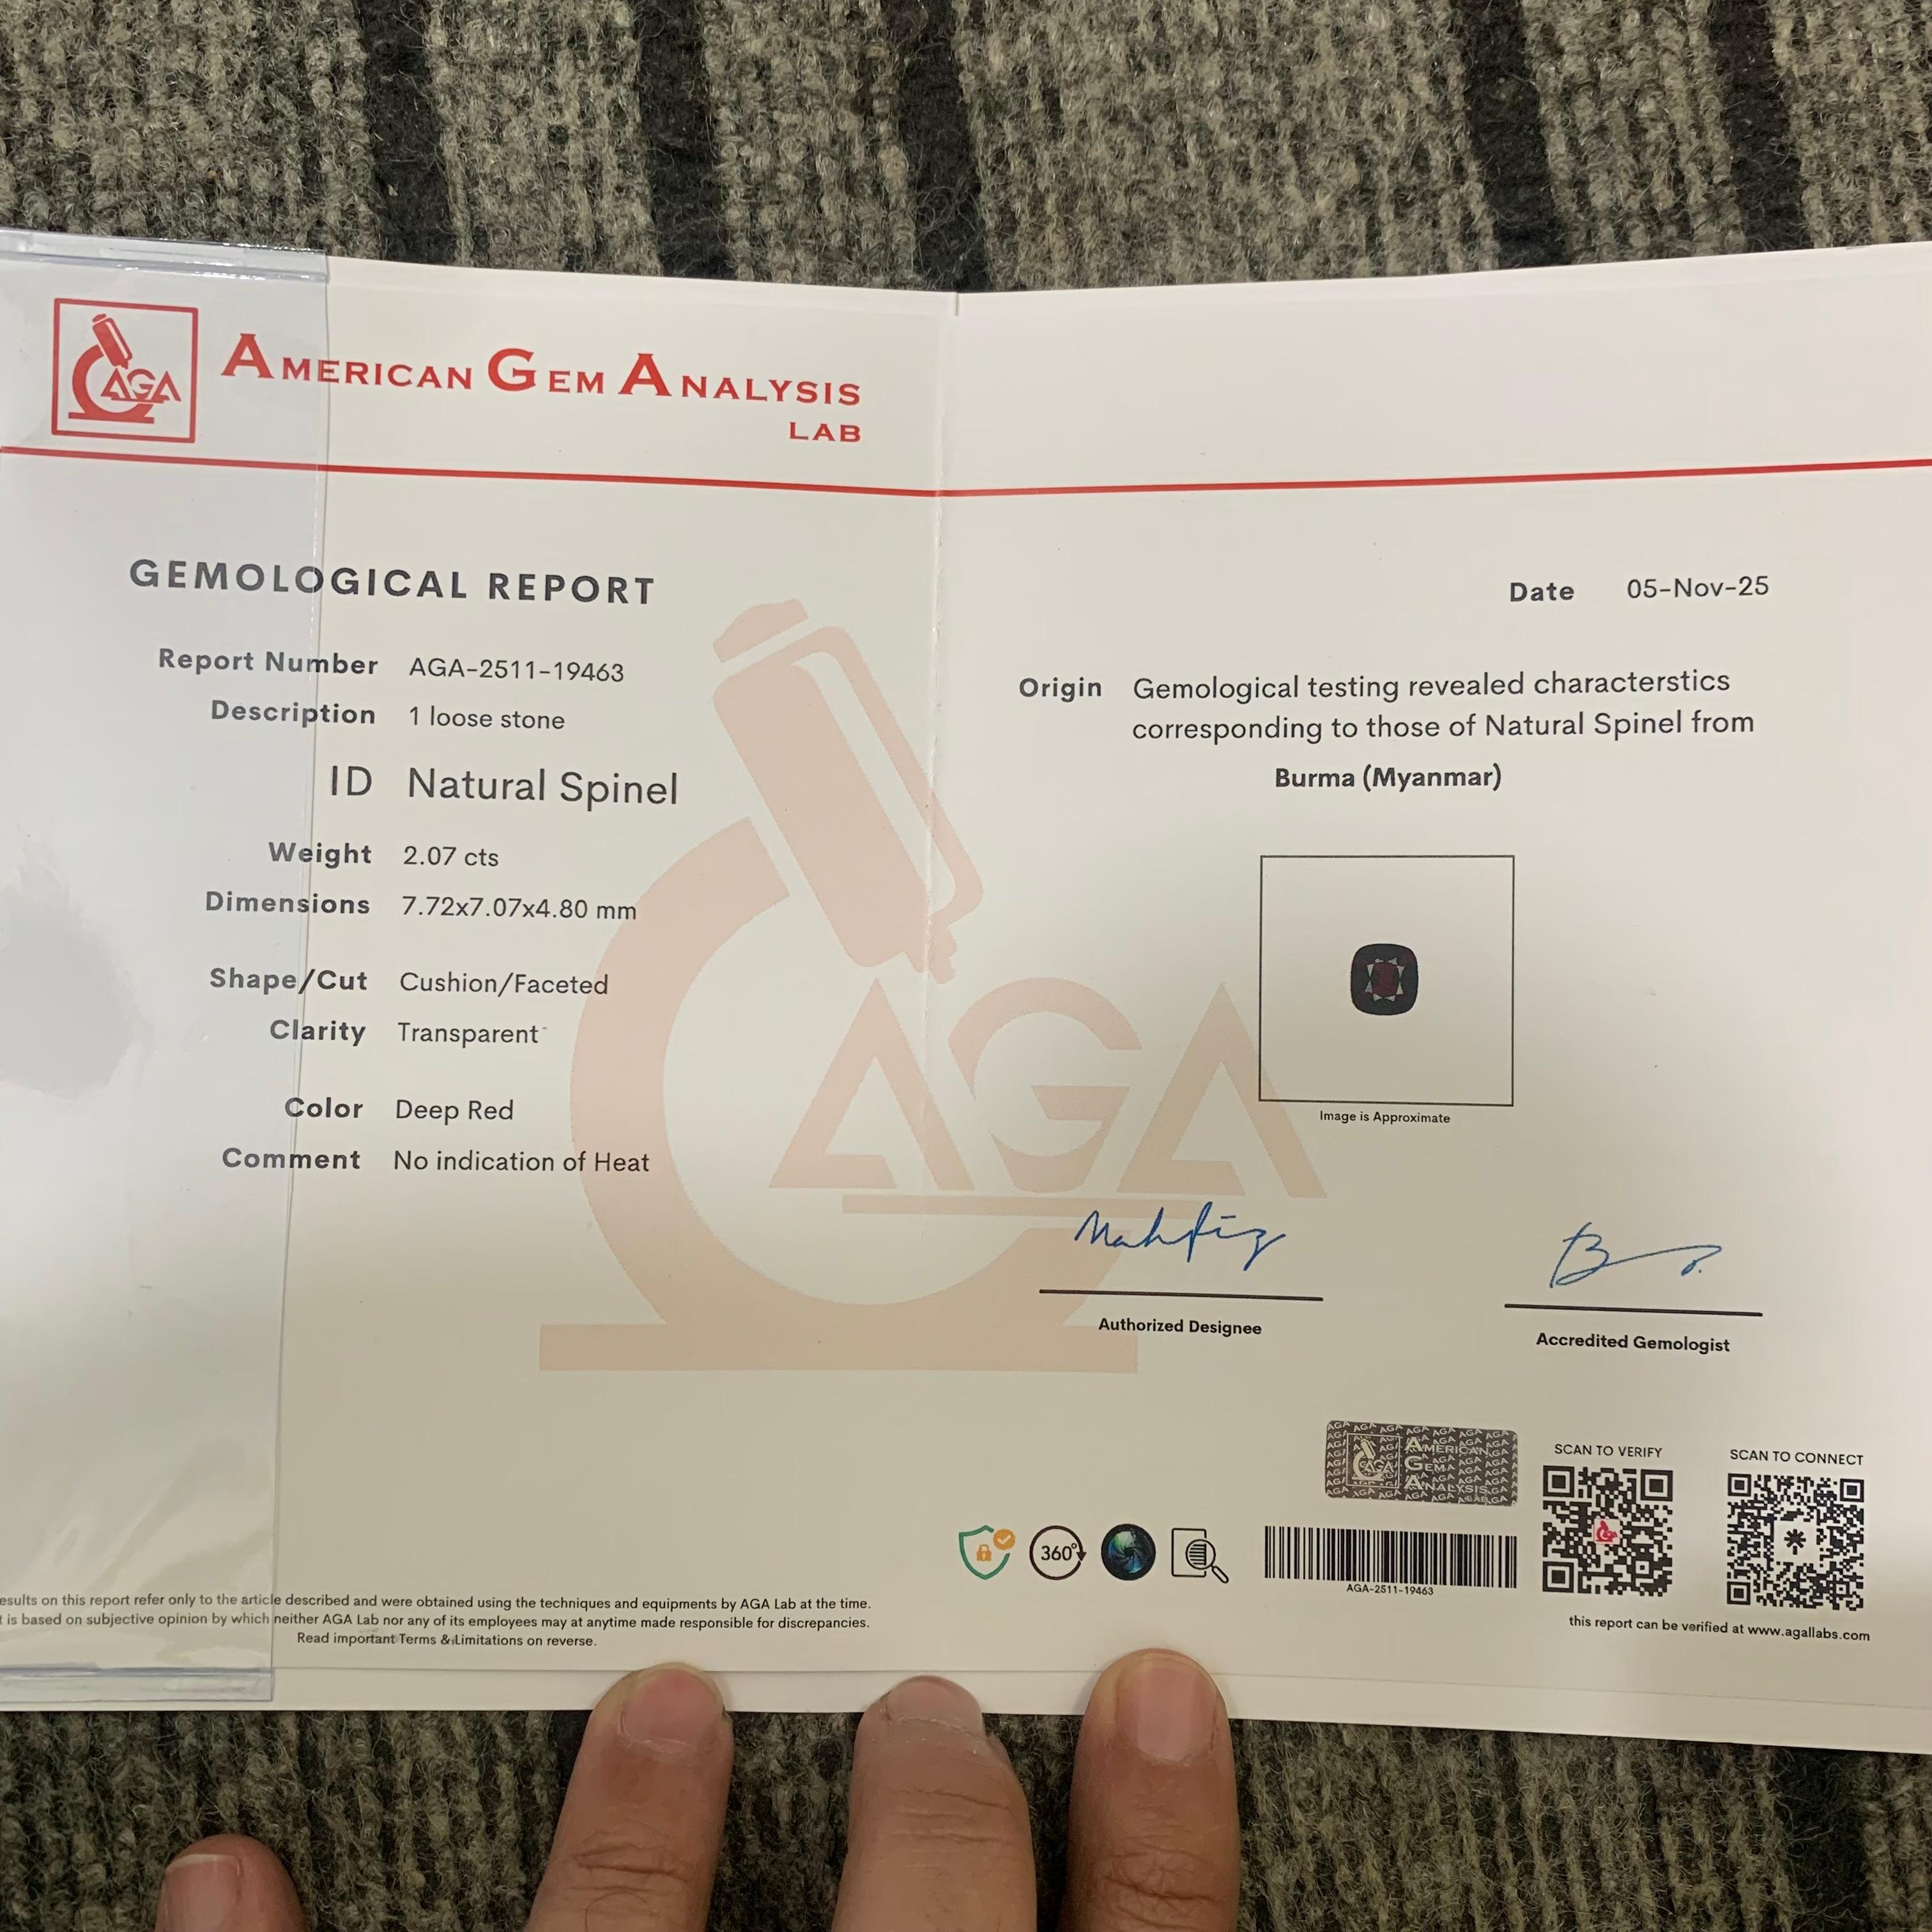 AGA
AMERICAN GEM ANALYSIS
LAB
GEMOLOGICAL REPORT
Report Number AGA-2511-19463
Description 1 loose stone
ID Natural Spinel
Weight 2.07 cts
Dimensions 7.72x7.07x4.80 mm
Shape/Cut Cushion/Faceted
Clarity Transparent
Color Deep Red
Comment No indication of Heat
esults on this report refer only to the article described and were obtained using the techniques and equipments by AGA Lab at the time.
t is based on subjective opinion by which neither AGA Lab nor any of its employees may at anytime made responsible for discrepancies.
Read important Terms & Limitations on reverse.
AGA
Date 05-Nov-25
Origin Gemological testing revealed characterstics
corresponding to those of Natural Spinel from
Burma (Myanmar)
Image is Approximate
Authorized Designee
Accredited Gemologist
AGA
AMERICAN
GEM
ANALYSIS
360°
AGA-2511-19463
SCAN TO VERIFY
SCAN TO CONNECT
this report can be verified at www.agallabs.com